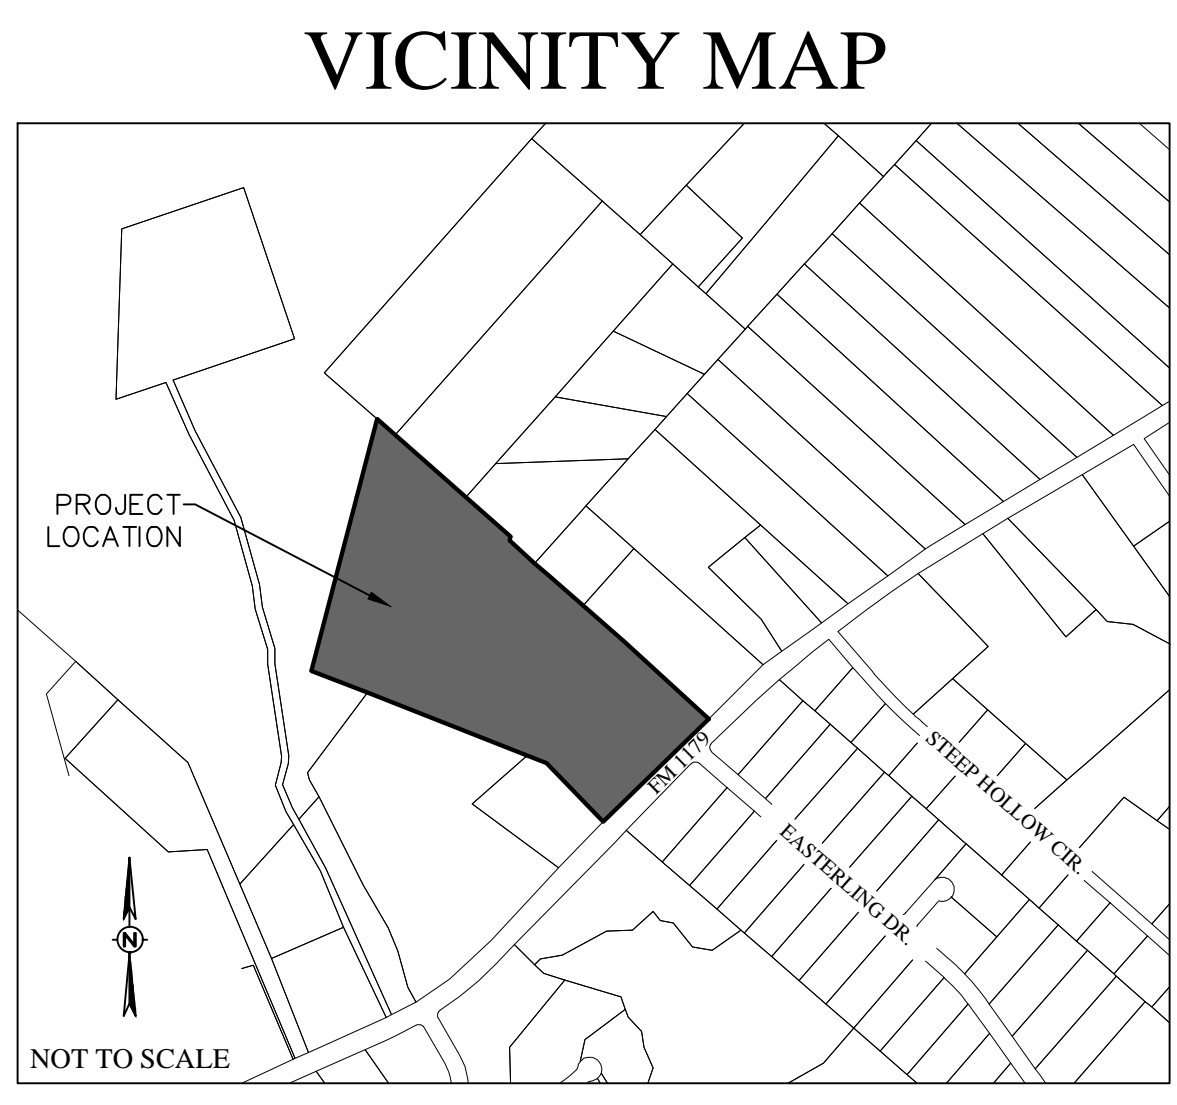 VICINITY MAP
PROJECT
LOCATION
FM 1179
STEEP HOLLOW CIR.
EASTERLING DR.
N
NOT TO SCALE